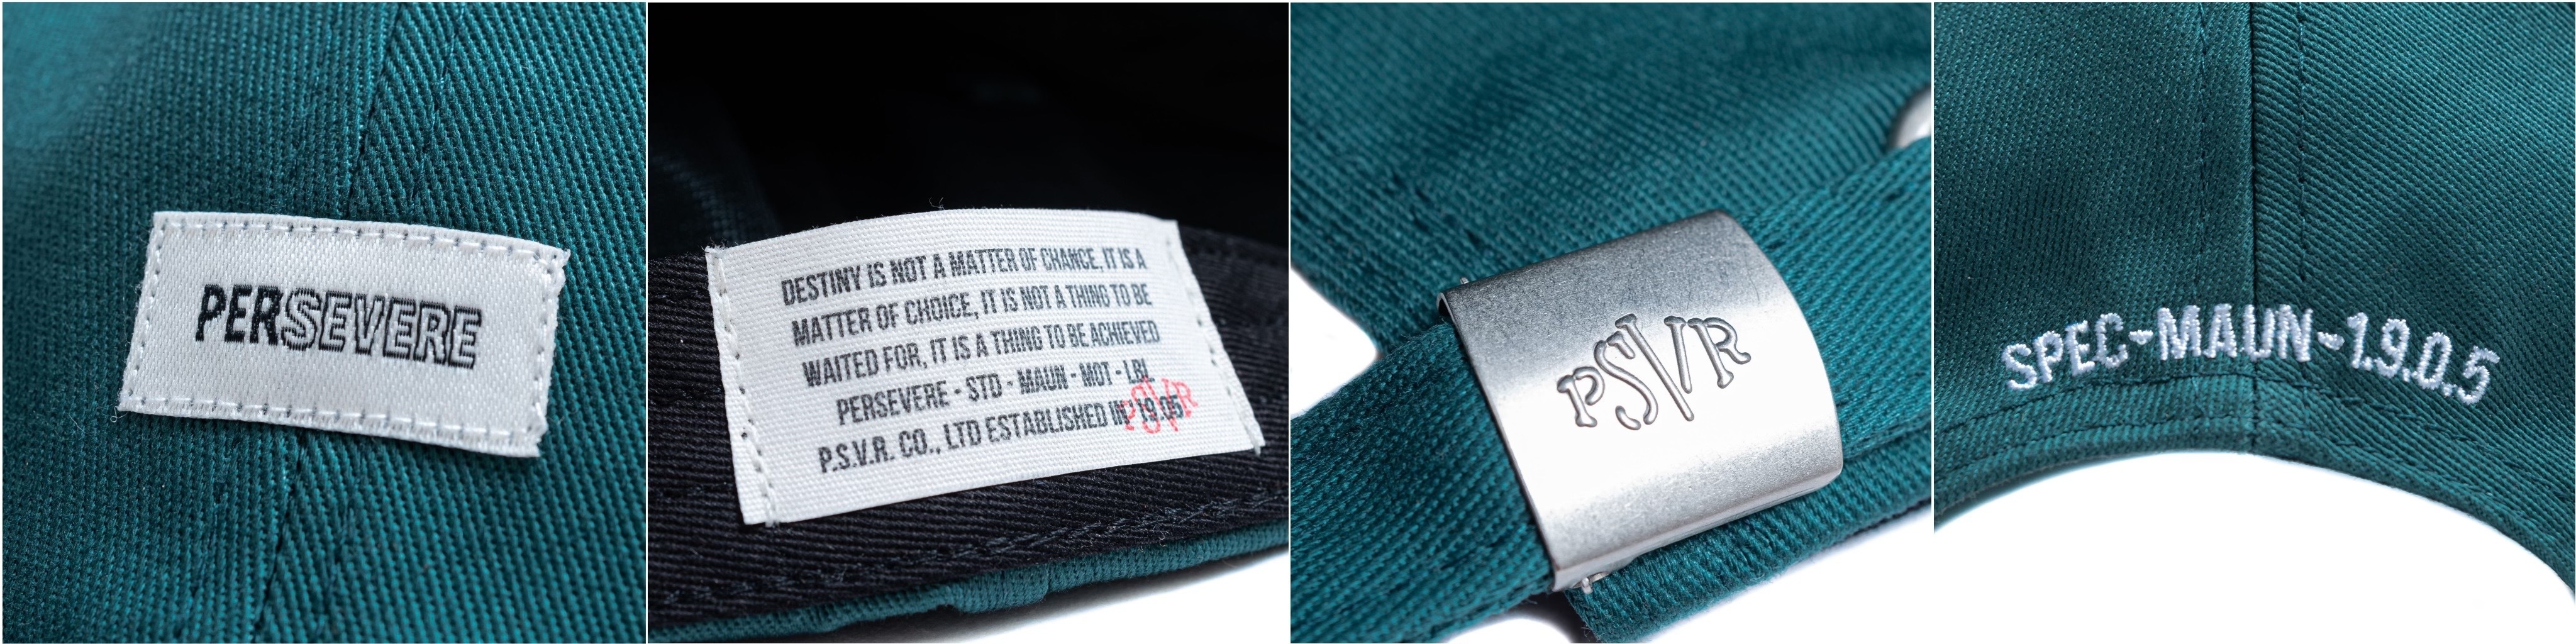 PERSEVERE
DESTINY IS NOT A MATTER OF CHANCE, IT IS A
MATTER OF CHOICE, IT IS NOT A THING TO BE
WAITED FOR, IT IS A THING TO BE ACHIEVED
PERSEVERE - STD - MAUN - MOT - LBL
P.S.V.R. CO., LTD ESTABLISHED IN 19.05.
PSVR
PSVR
SPEC-MAUN-1.9.0.5